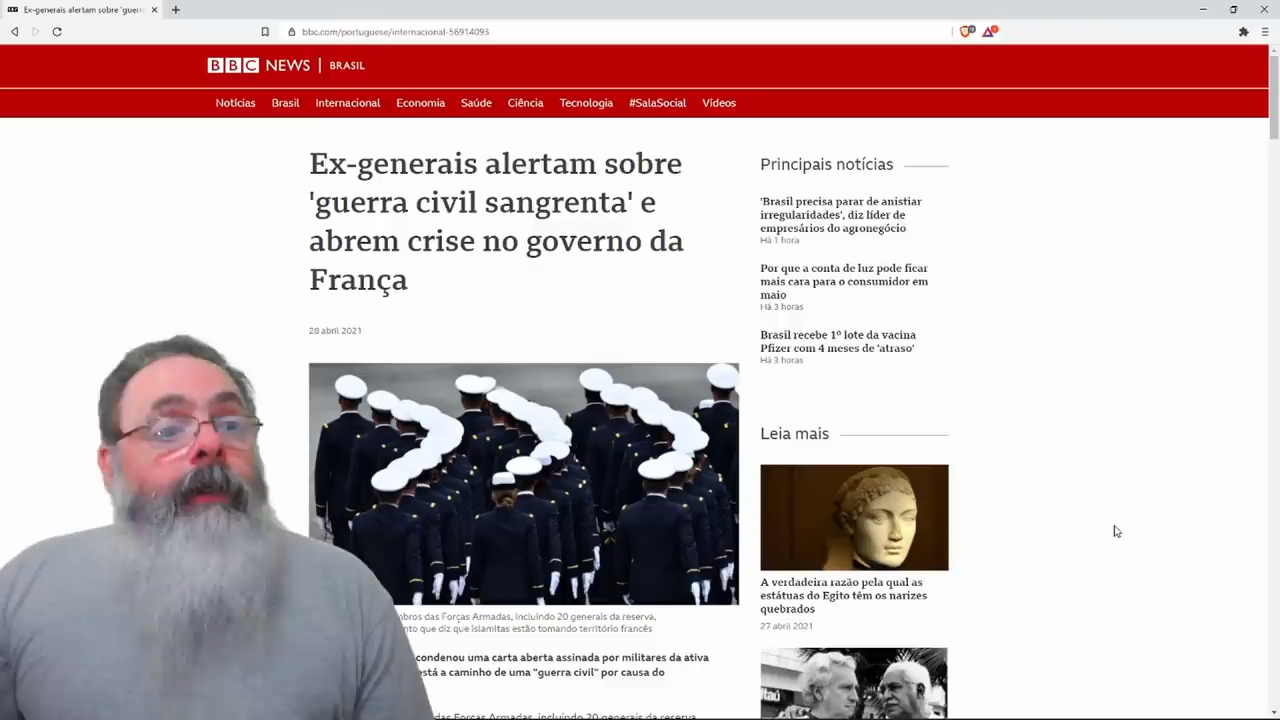 Ex-generais alertam sobre 'guerr
bbc.com/portuguese/internacional-56914093
BBC NEWS | BRASIL
Notícias Brasil Internacional Economia Saúde Ciência Tecnologia #SalaSocial Vídeos
Ex-generais alertam sobre
'guerra civil sangrenta' e
abrem crise no governo da
França
28 abril 2021
mbros das Forças Armadas, incluindo 20 generais da reserva,
nto que diz que islamitas estão tomando território francês
condenou uma carta aberta assinada por militares da ativa
está a caminho de uma "guerra civil" por causa do
das Forças Armadas, incluindo 20 generais da reserva
Principais notícias
'Brasil precisa parar de anistiar
irregularidades', diz líder de
empresários do agronegócio
Há 1 hora
Por que a conta de luz pode ficar
mais cara para o consumidor em
maio
Há 3 horas
Brasil recebe 1º lote da vacina
Pfizer com 4 meses de 'atraso'
Há 3 horas
Leia mais
A verdadeira razão pela qual as
estátuas do Egito têm os narizes
quebrados
27 abril 2021
itaú